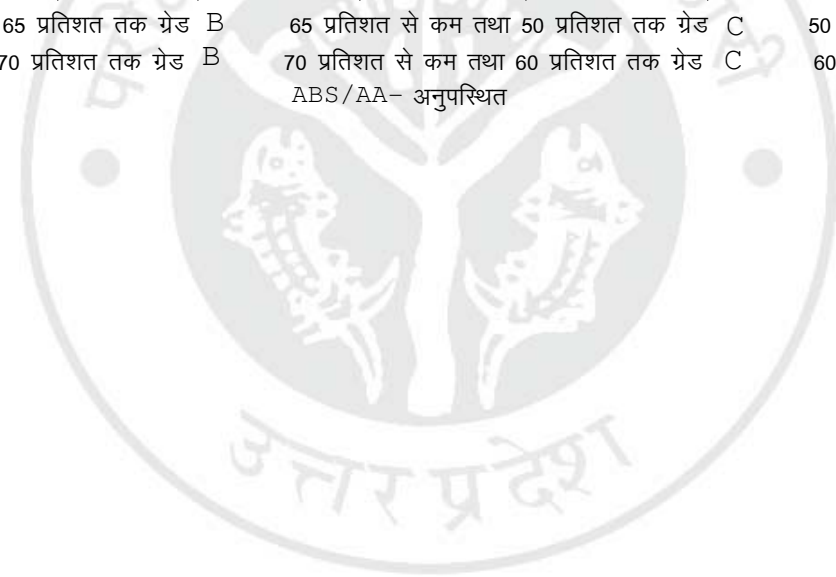 65 प्रतिशत तक ग्रेड B 65 प्रतिशत से कम तथा 50 प्रतिशत तक ग्रेड C 50
70 प्रतिशत तक ग्रेड B 70 प्रतिशत से कम तथा 60 प्रतिशत तक ग्रेड C 60
ABS/AA- अनुपस्थित
उत्तर प्रदेश